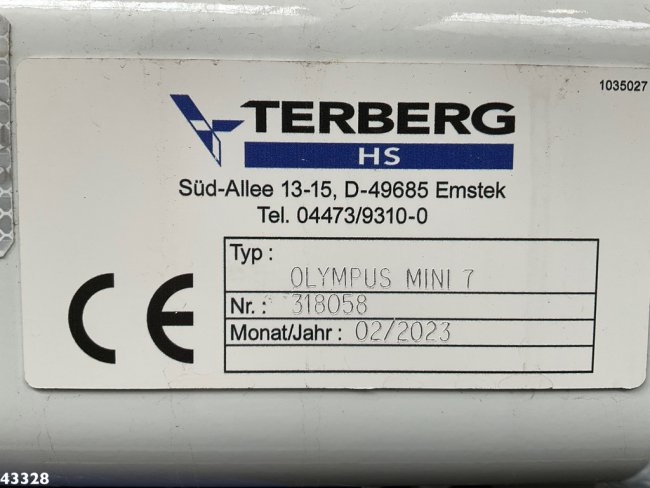 1035027
TERBERG
HS
Süd-Allee 13-15, D-49685 Emstek
Tel. 04473/9310-0
CE
Typ :
OLYMPUS MINI 7
Nr. : 318058
Monat/Jahr : 02/2023
43328